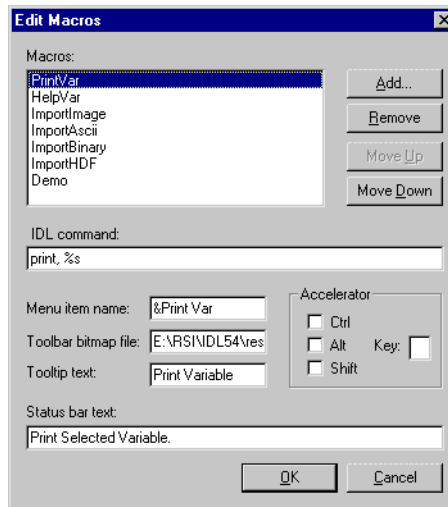 Edit Macros
Macros:
PrintVar
HelpVar
ImportImage
ImportAscii
ImportBinary
ImportHDF
Demo
Add...
Remove
Move Up
Move Down
IDL command:
print, %s
Menu item name: &Print Var
Toolbar bitmap file: E:\RSI\IDL54\res
Tooltip text: Print Variable
Accelerator
Ctrl
Alt Key:
Shift
Status bar text:
Print Selected Variable.
OK Cancel